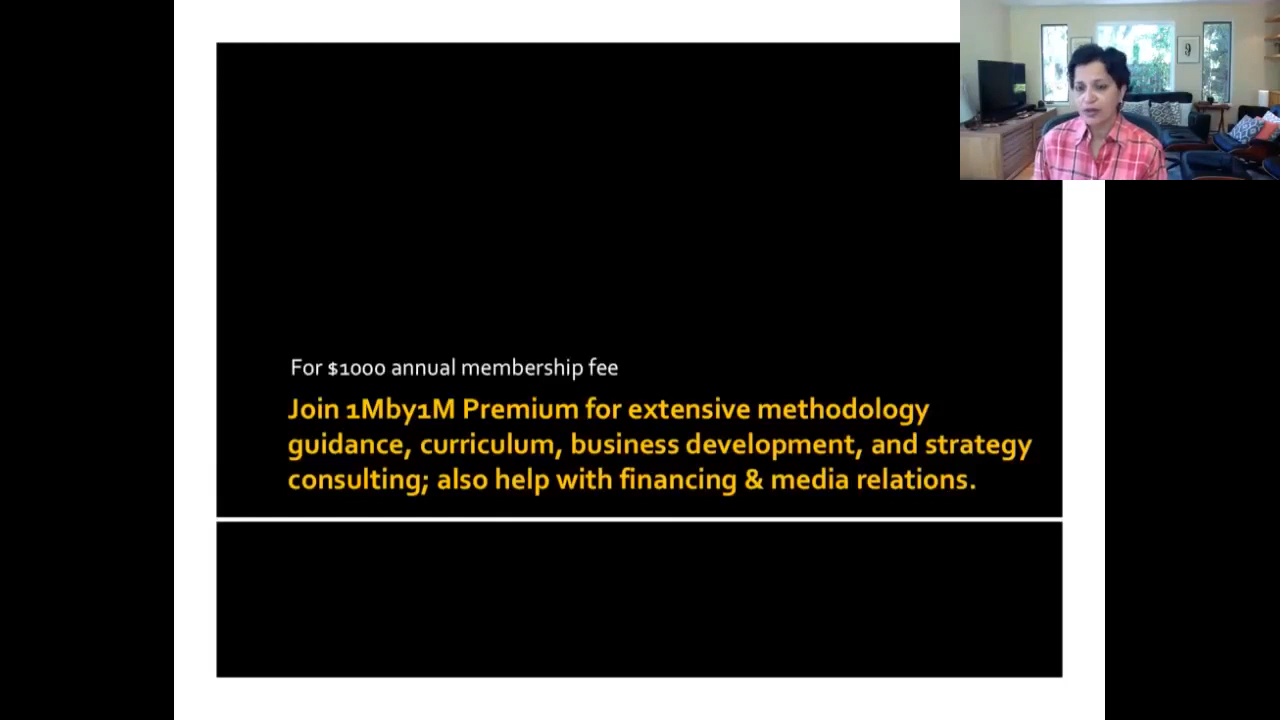 For $1000 annual membership fee
Join 1Mby1M Premium for extensive methodology
guidance, curriculum, business development, and strategy
consulting; also help with financing & media relations.